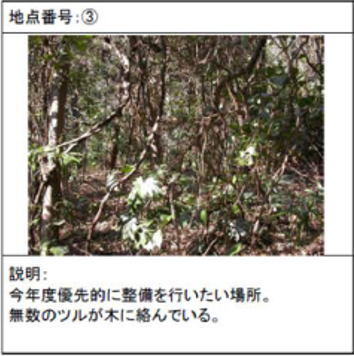 地点番号:③
説明:
今年度優先的に整備を行いたい場所。
無数のツルが木に絡んでいる。